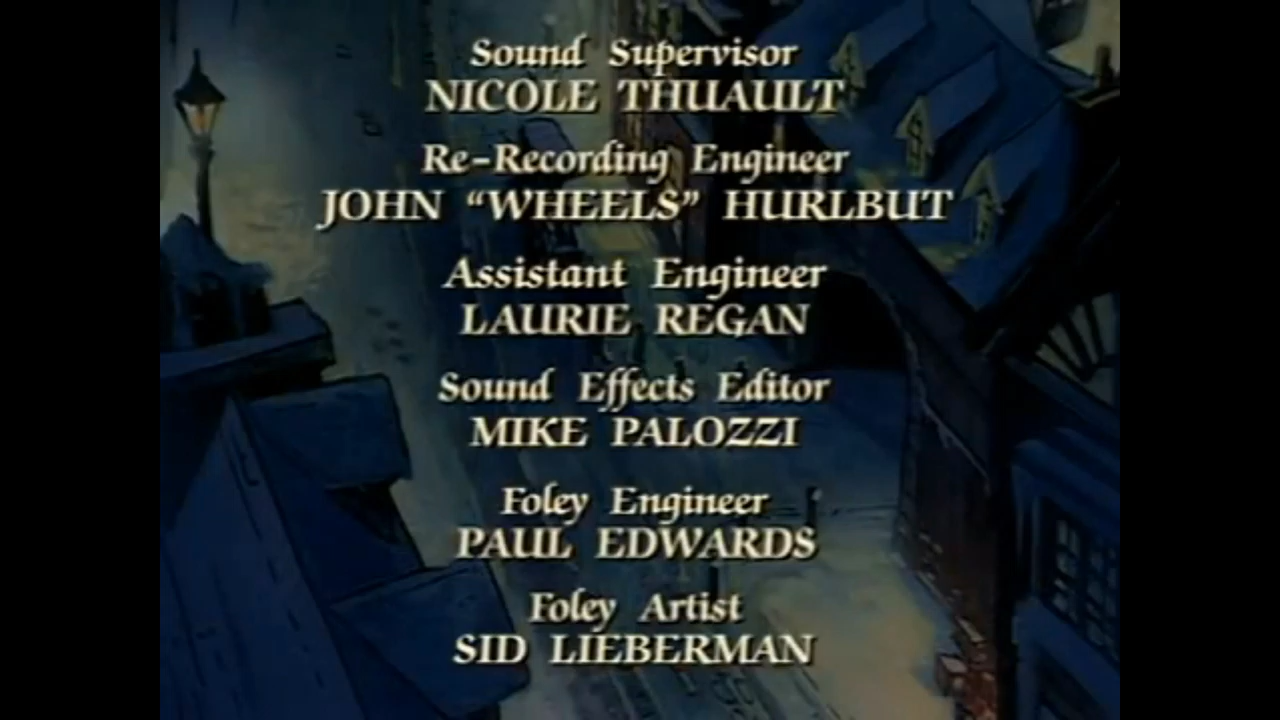 Sound Supervisor
NICOLE THUAULT
Re-Recording Engineer
JOHN “WHEELS” HURLBUT
Assistant Engineer
LAURIE REGAN
Sound Effects Editor
MIKE PALOZZI
Foley Engineer
PAUL EDWARDS
Foley Artist
SID LIEBERMAN